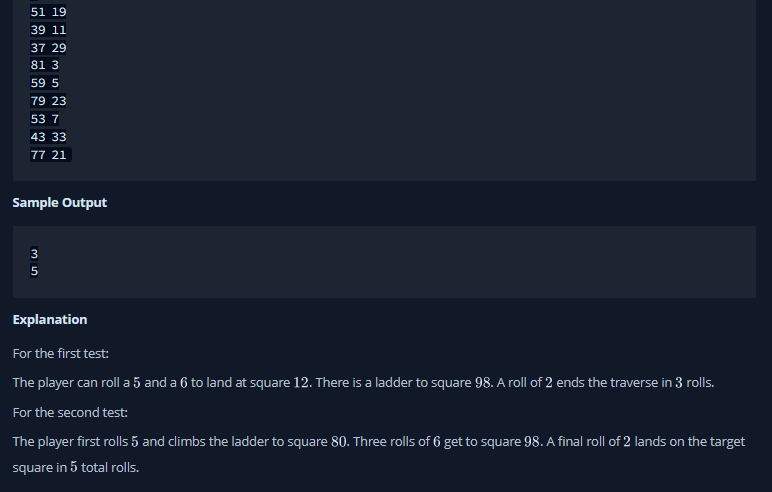 51 19
39 11
37 29
81 3
59 5
79 23
53 7
43 33
77 21
Sample Output
3
5
Explanation
For the first test:
The player can roll a 5 and a 6 to land at square 12. There is a ladder to square 98. A roll of 2 ends the traverse in 3 rolls.
For the second test:
The player first rolls 5 and climbs the ladder to square 80. Three rolls of 6 get to square 98. A final roll of 2 lands on the target
square in 5 total rolls.